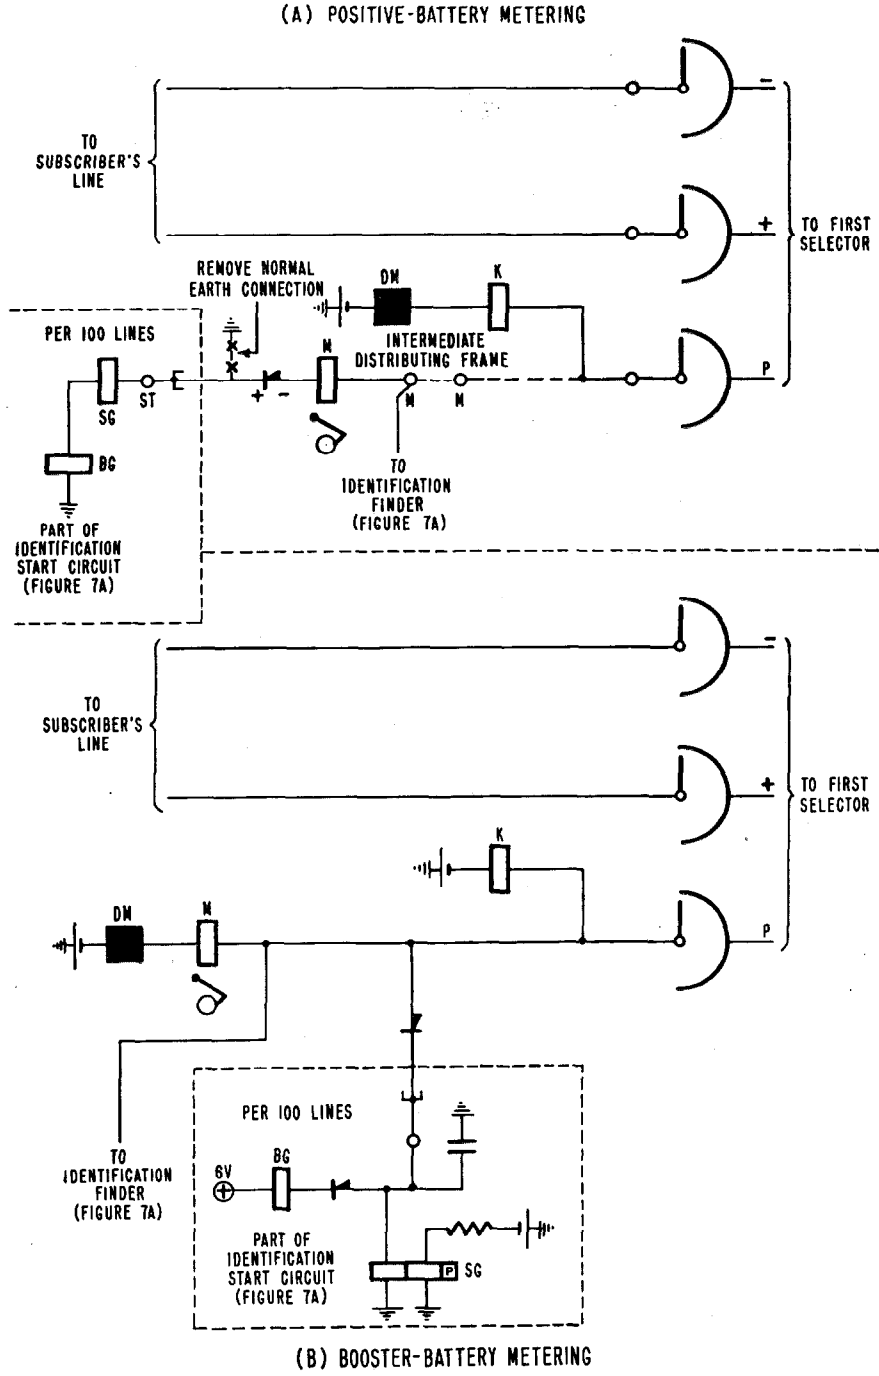 (A) POSITIVE-BATTERY METERING
−
TO
SUBSCRIBER'S
LINE
+
TO FIRST
SELECTOR
REMOVE NORMAL
EARTH CONNECTION
DM
K
PER 100 LINES
M
INTERMEDIATE
DISTRIBUTING FRAME
P
SG
ST
+ −
M
M
BG
TO
IDENTIFICATION
FINDER
(FIGURE 7A)
PART OF
IDENTIFICATION
START CIRCUIT
(FIGURE 7A)
−
TO
SUBSCRIBER'S
LINE
+
TO FIRST
SELECTOR
K
DM
M
P
PER 100 LINES
TO
IDENTIFICATION
FINDER
(FIGURE 7A)
6V
+
BG
PART OF
IDENTIFICATION
START CIRCUIT
(FIGURE 7A)
P
SG
(B) BOOSTER-BATTERY METERING